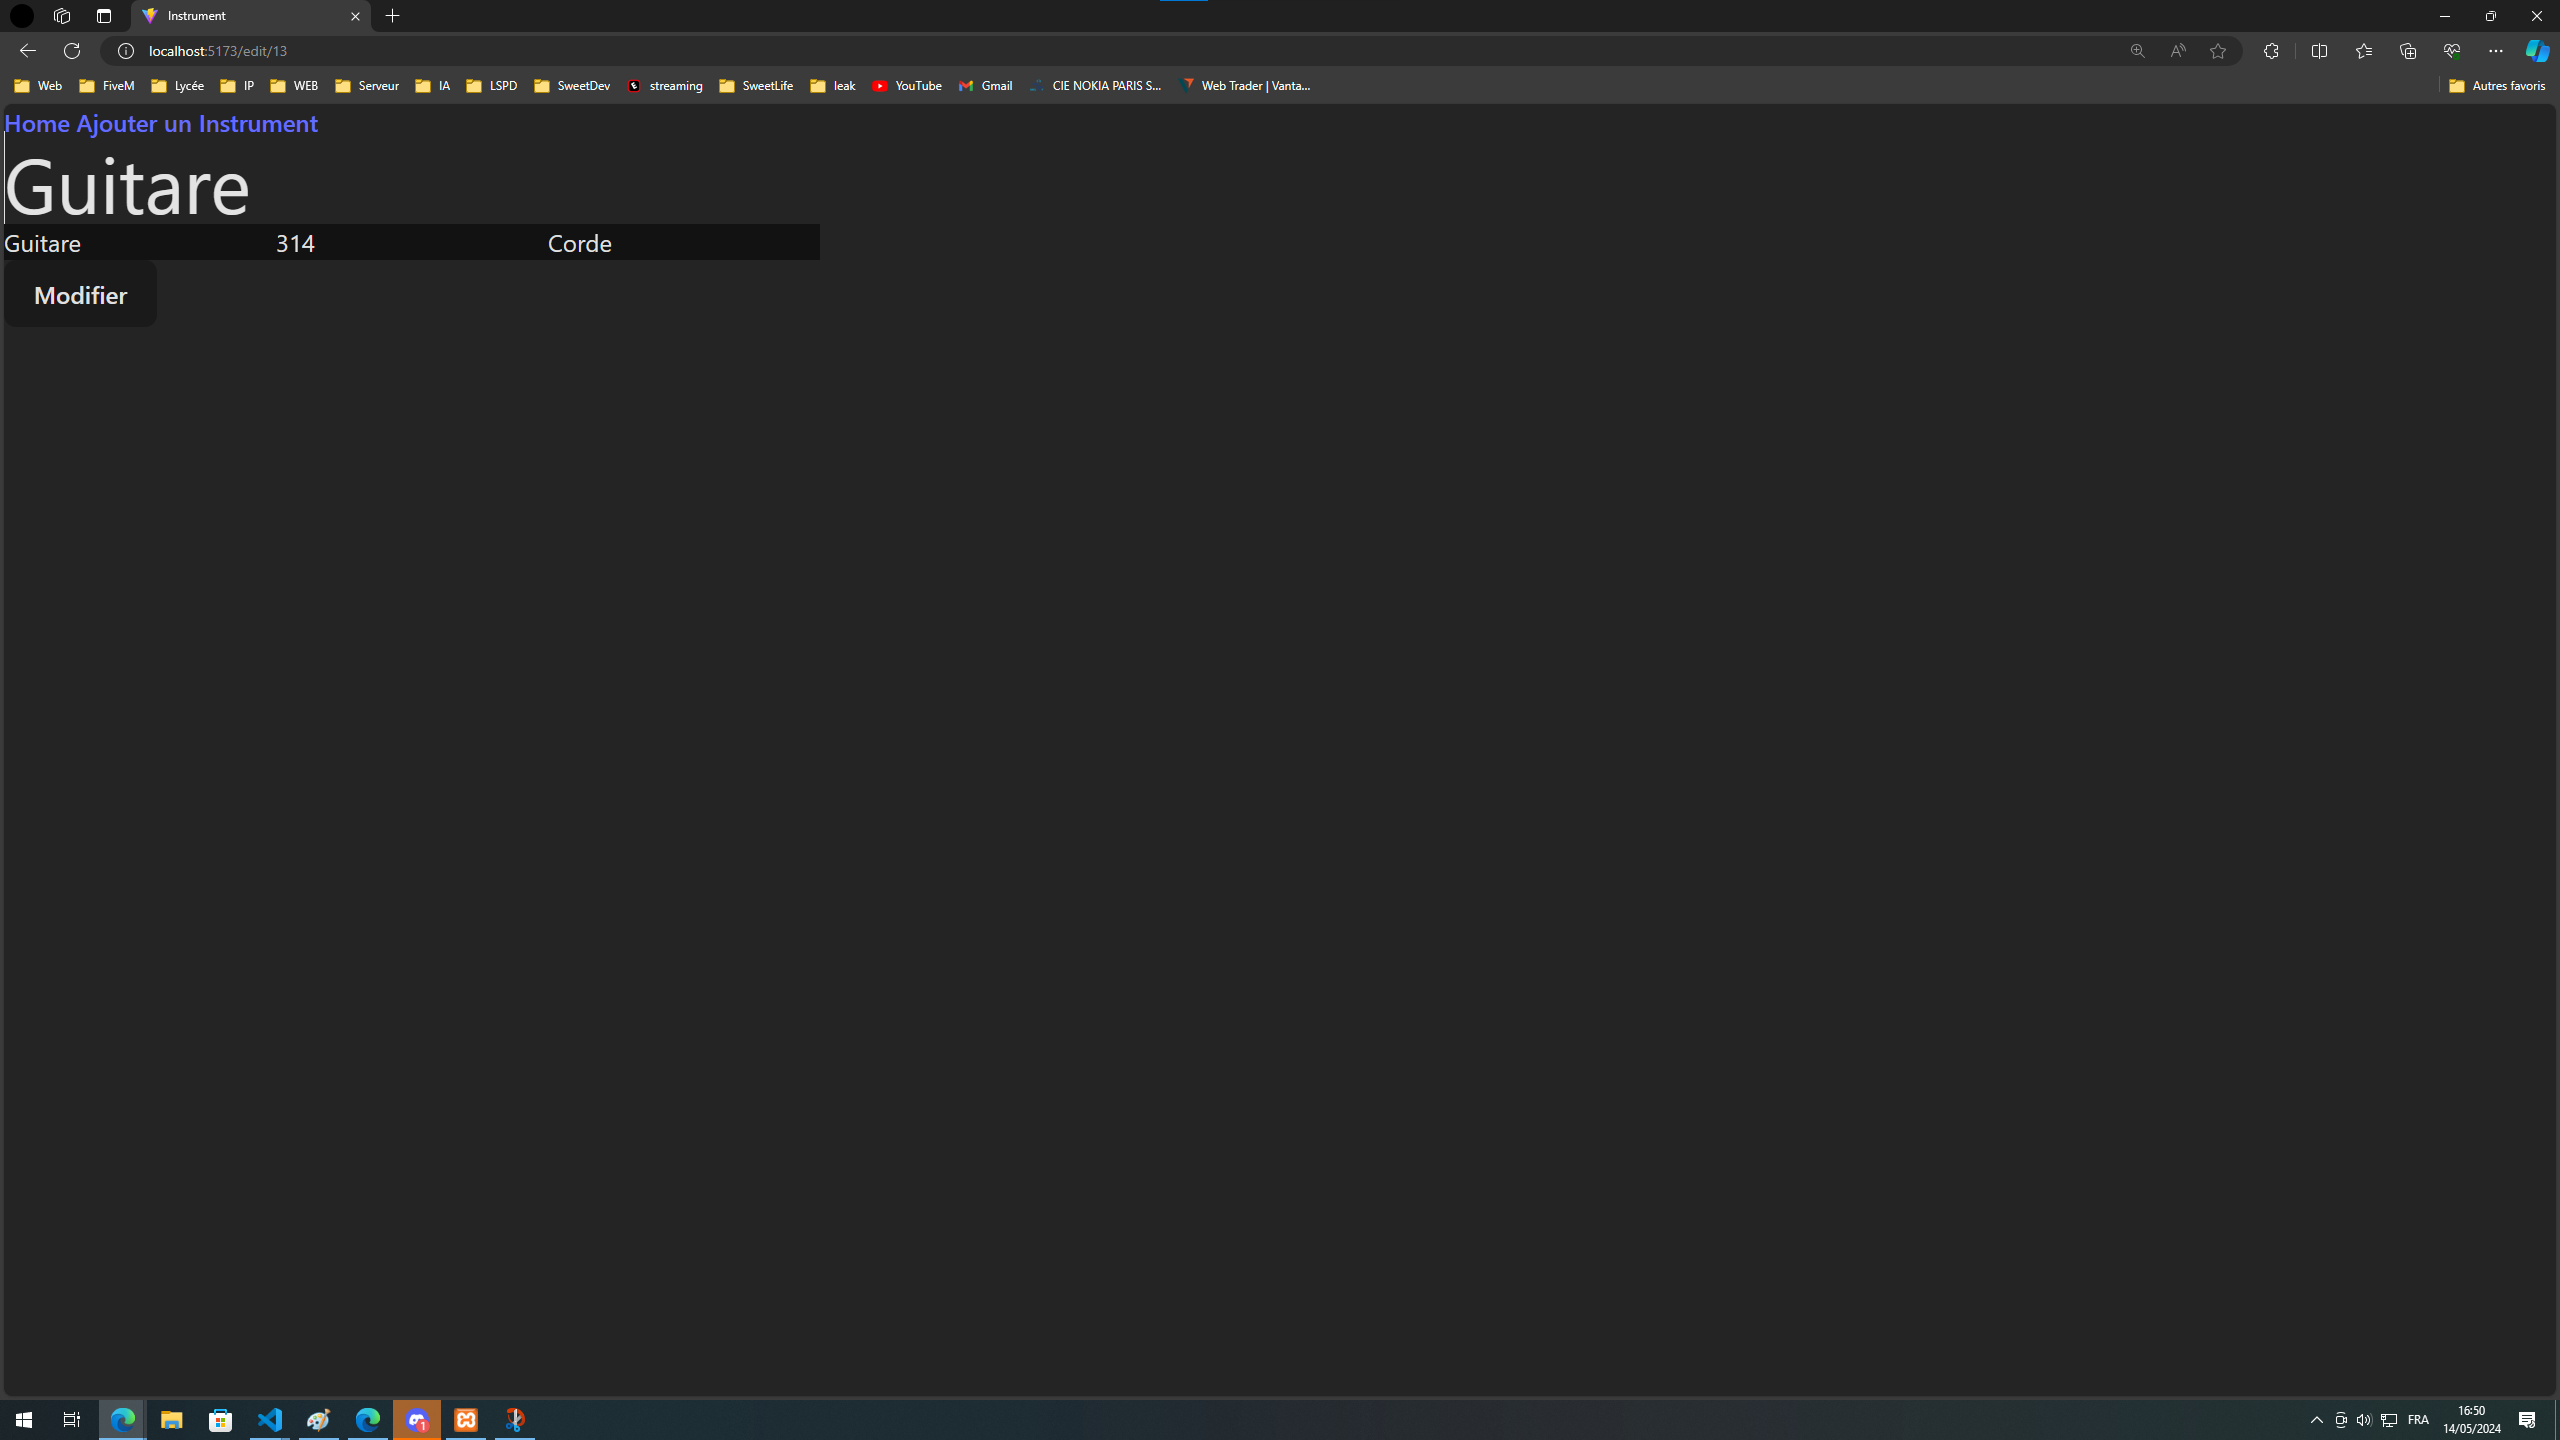 Instrument
localhost:5173/edit/13
Web FiveM Lycée IP WEB Serveur IA LSPD SweetDev streaming SweetLife leak YouTube Gmail CIE NOKIA PARIS S... Web Trader | Vanta... Autres favoris
Home Ajouter un Instrument
Guitare
Guitare 314 Corde
Modifier
1
FRA
16:50
14/05/2024